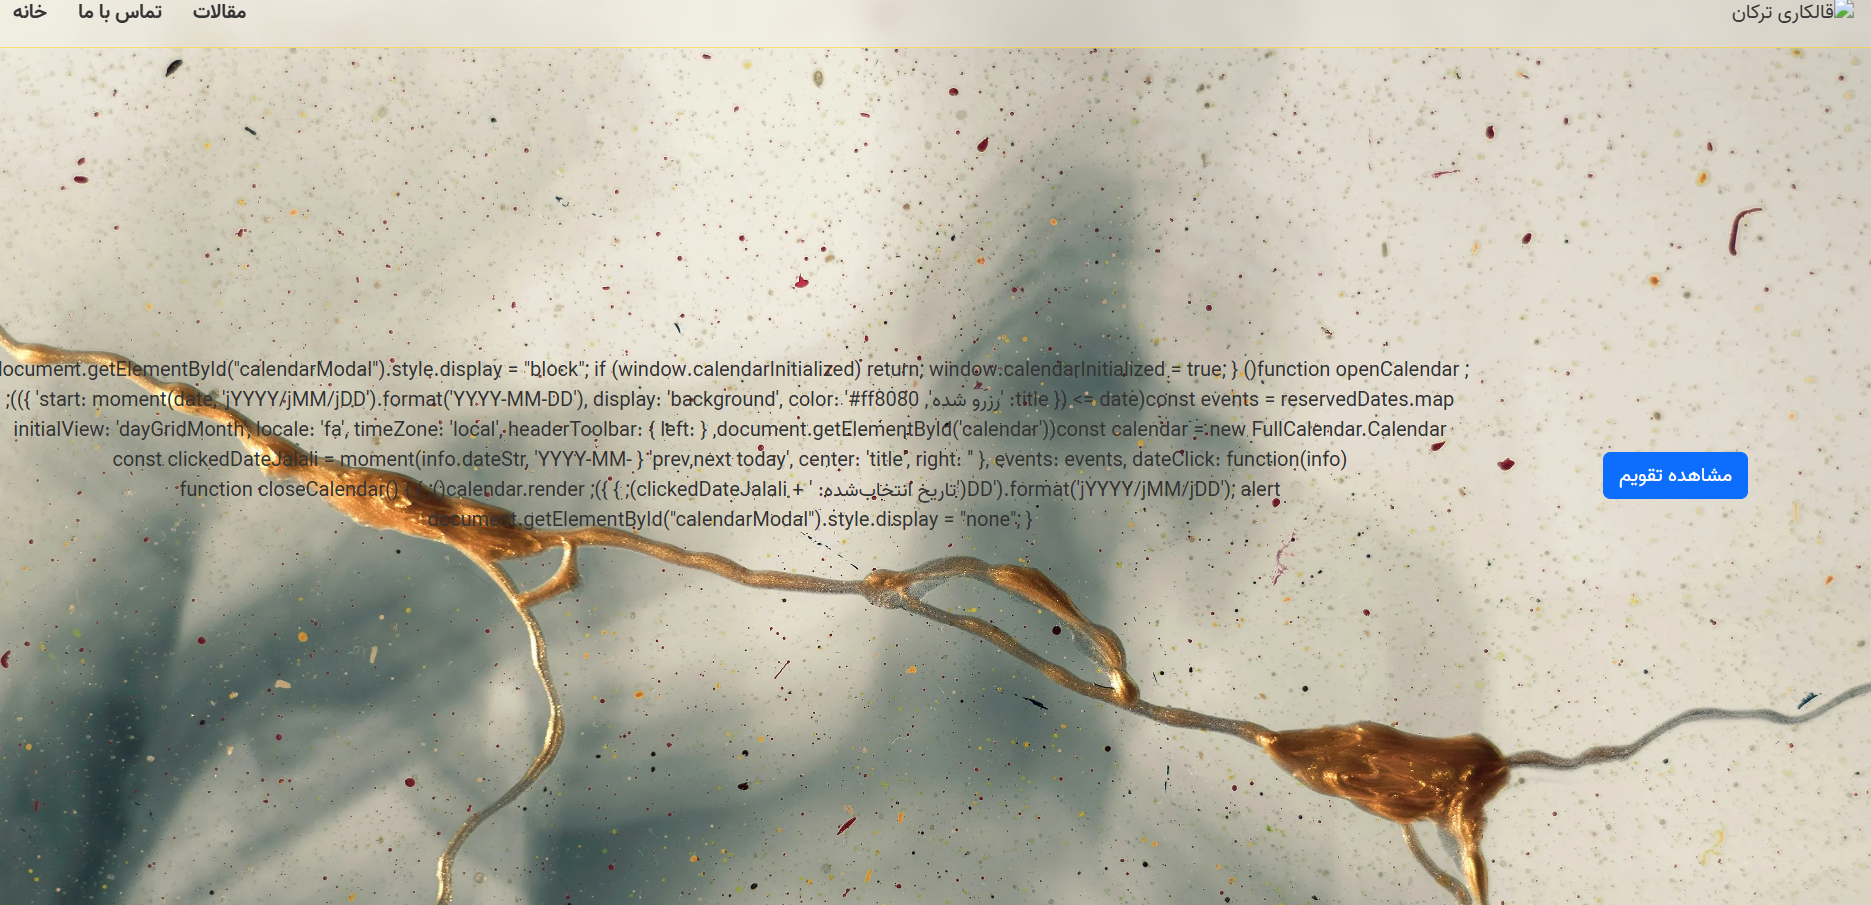 قالکاری ترکان
مقالات
تماس با ما
خانه
ocument.getElementById("calendarModal").style.display = "block"; if (window.calendarInitialized) return; window.calendarInitialized = true; } ()function openCalendar ;
;(({ 'start: moment(date, 'jYYYY/jMM/jDD').format('YYYY-MM-DD'), display: 'background', color: '#ff8080 ,'رزرو شده' :title }) <= date)const events = reservedDates.map
initialView: 'dayGridMonth', locale: 'fa', timeZone: 'local', headerToolbar: { left: } ,document.getElementById('calendar'))const calendar = new FullCalendar.Calendar
const clickedDateJalali = moment(info.dateStr, 'YYYY-MM- } 'prev,next today', center: 'title', right: '' }, events: events, dateClick: function(info)
function closeCalendar() { } ;()calendar.render ;({ { ;(clickedDateJalali + ' :تاریخ انتخاب‌شده')DD').format('jYYYY/jMM/jDD'); alert
document.getElementById("calendarModal").style.display = "none"; }
مشاهده تقویم